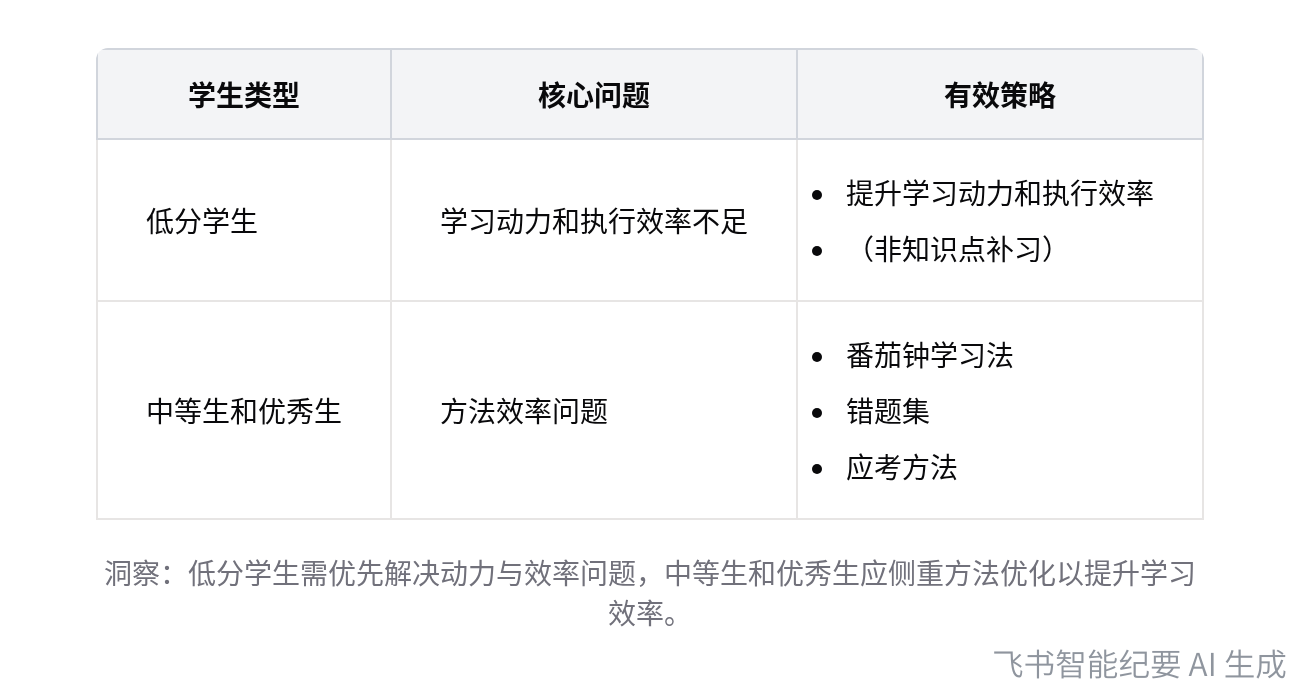 学生类型 核心问题 有效策略
低分学生 学习动力和执行效率不足
• 提升学习动力和执行效率
• （非知识点补习）
中等生和优秀生 方法效率问题
• 番茄钟学习法
• 错题集
• 应考方法
洞察：低分学生需优先解决动力与效率问题，中等生和优秀生应侧重方法优化以提升学习
效率。
飞书智能纪要 AI 生成